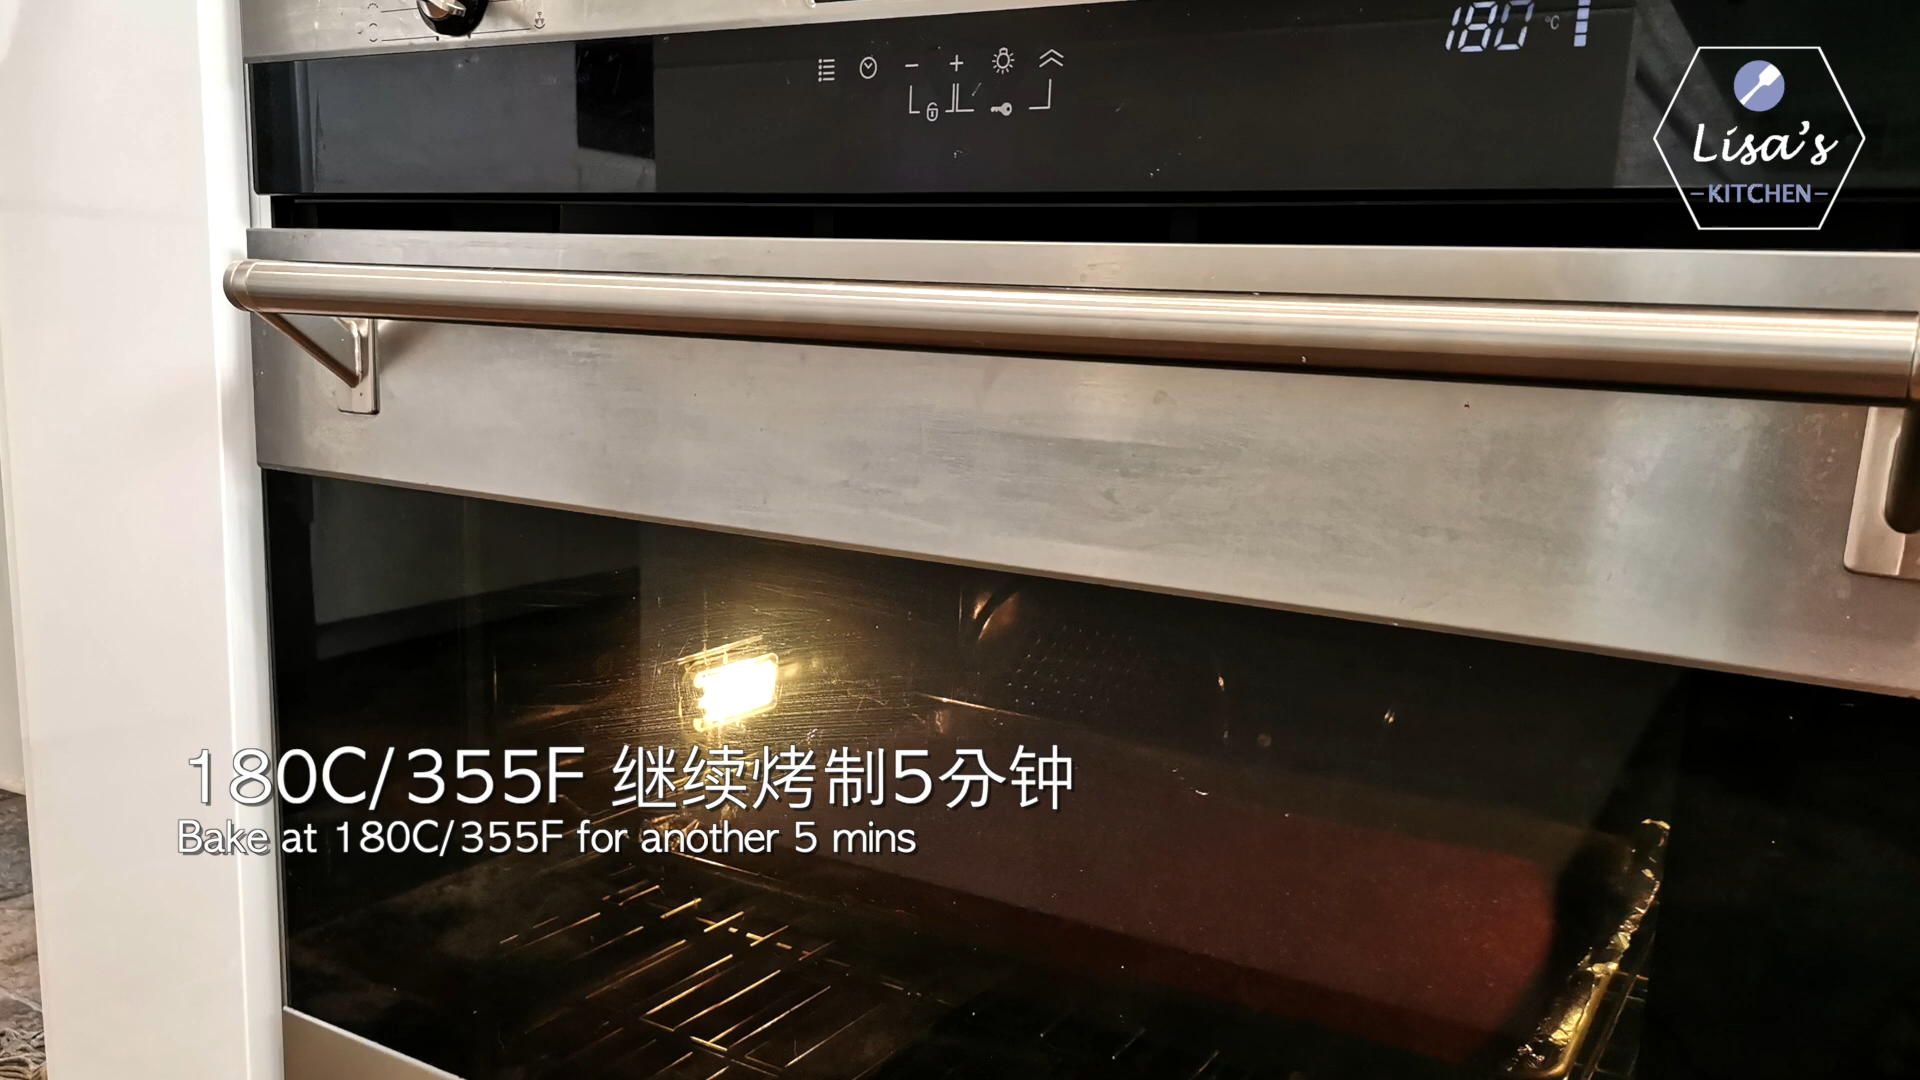 180 °C
Lisa's
-KITCHEN-
180C/355F 继续烤制5分钟
Bake at 180C/355F for another 5 mins